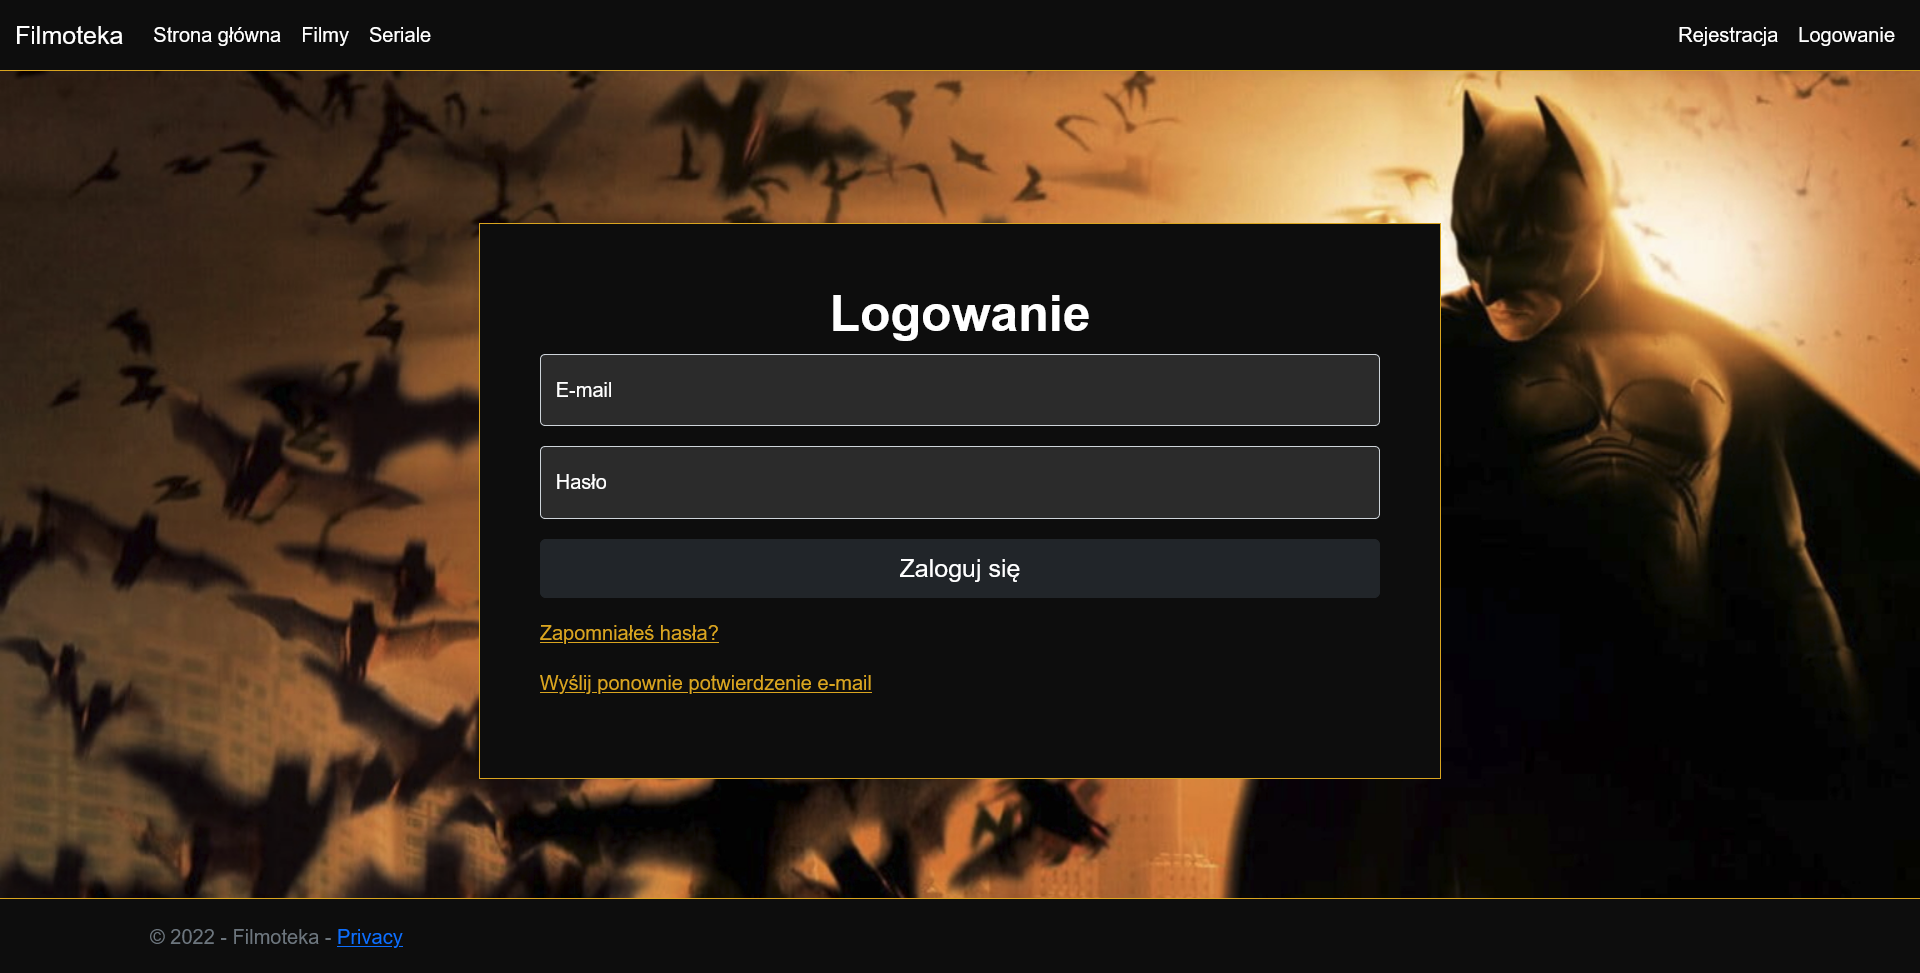 Filmoteka Strona główna Filmy Seriale Rejestracja Logowanie
Logowanie
E-mail
Hasło
Zaloguj się
Zapomniałeś hasła?
Wyślij ponownie potwierdzenie e-mail
© 2022 - Filmoteka - Privacy